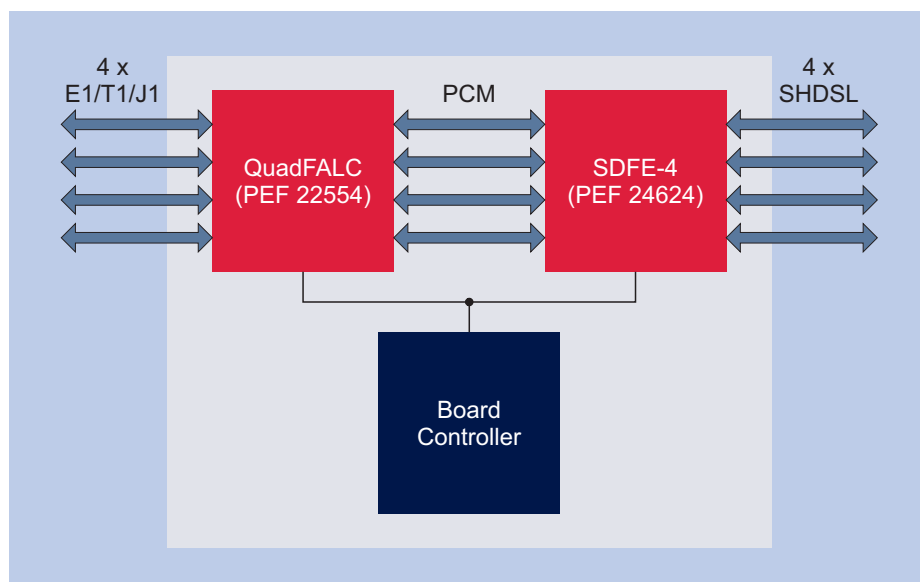 4 x
E1/T1/J1
PCM
4 x
SHDSL
QuadFALC
(PEF 22554)
SDFE-4
(PEF 24624)
Board
Controller